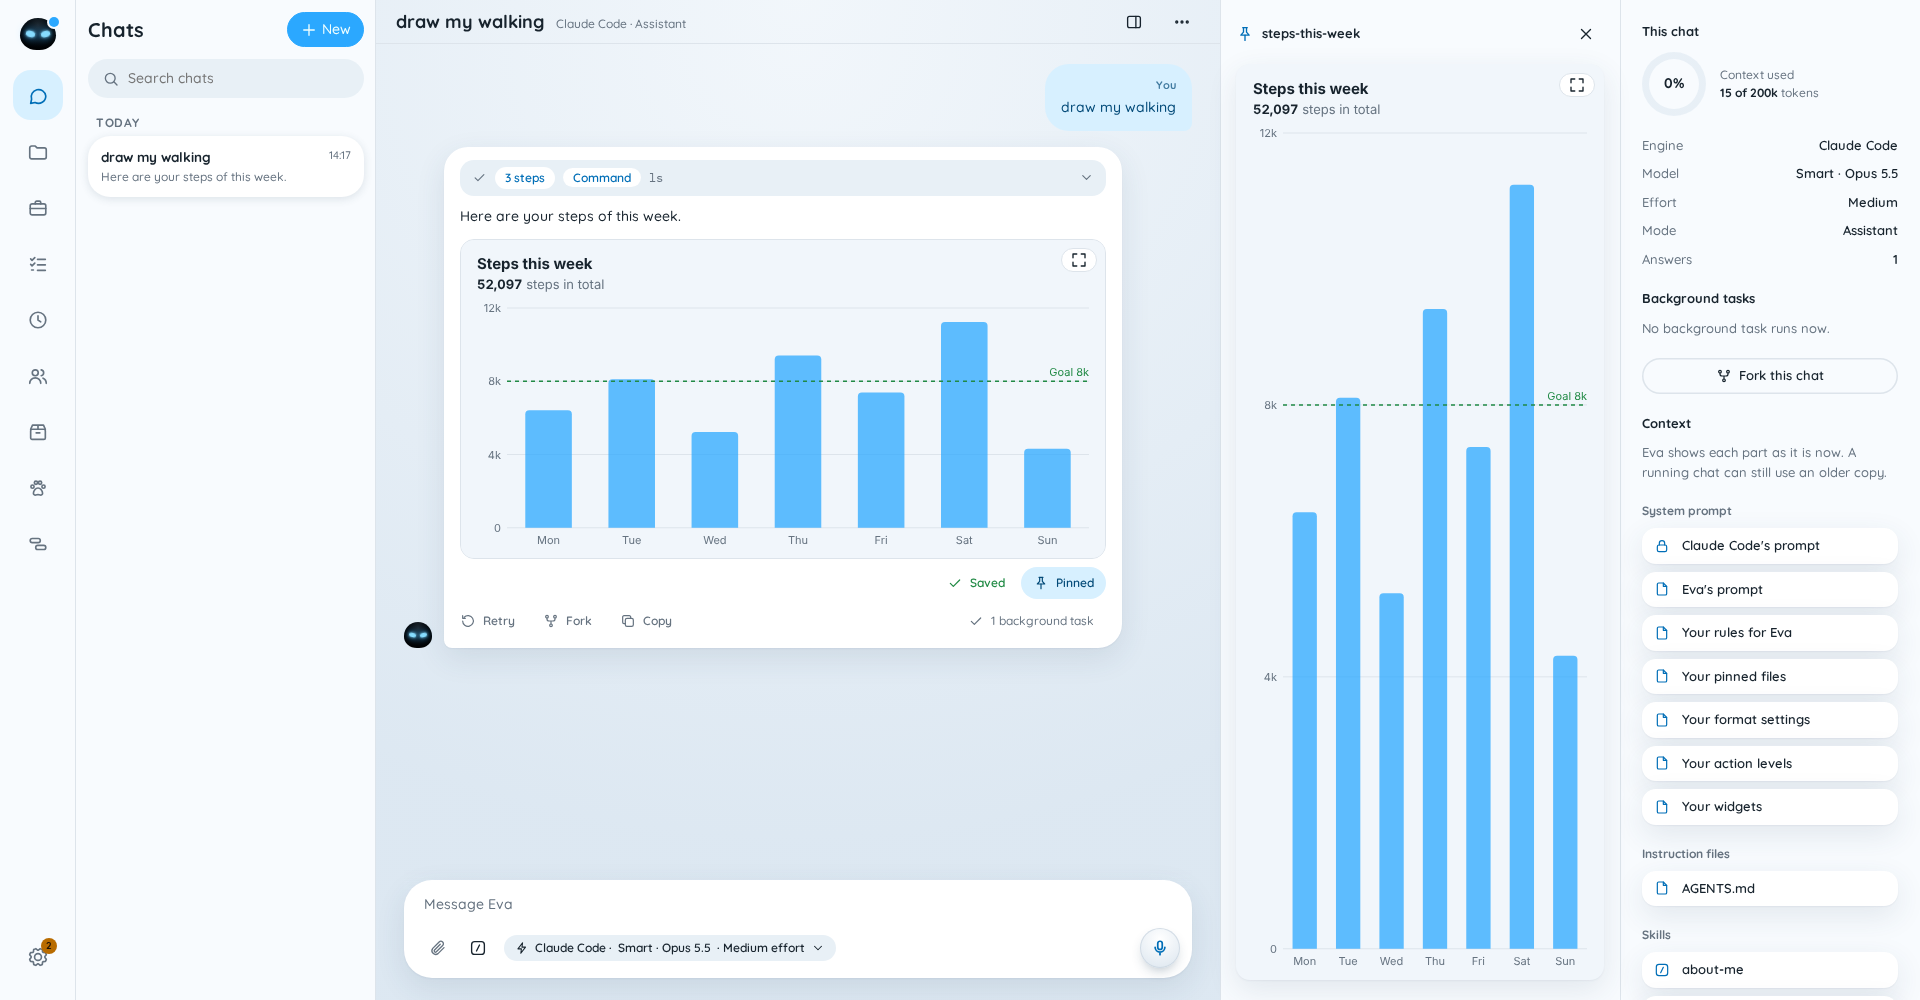 Chats
New
Search chats
TODAY
draw my walking
14:17
Here are your steps of this week.
2
draw my walking
Claude Code · Assistant
You
draw my walking
3 steps
Command
1s
Here are your steps of this week.
Steps this week
52,097 steps in total
12k
8k
4k
0
Goal 8k
Mon Tue Wed Thu Fri Sat Sun
Saved
Pinned
Retry
Fork
Copy
1 background task
Message Eva
Claude Code · Smart · Opus 5.5 · Medium effort
steps-this-week
Steps this week
52,097 steps in total
12k
8k
4k
0
Goal 8k
Mon Tue Wed Thu Fri Sat Sun
This chat
0%
Context used
15 of 200k tokens
Engine Claude Code
Model Smart · Opus 5.5
Effort Medium
Mode Assistant
Answers 1
Background tasks
No background task runs now.
Fork this chat
Context
Eva shows each part as it is now. A
running chat can still use an older copy.
System prompt
Claude Code's prompt
Eva's prompt
Your rules for Eva
Your pinned files
Your format settings
Your action levels
Your widgets
Instruction files
AGENTS.md
Skills
about-me